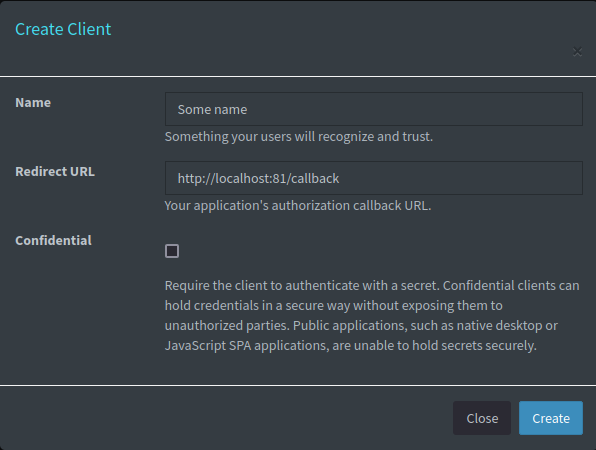 Create Client
×
Name
Some name
Something your users will recognize and trust.
Redirect URL
http://localhost:81/callback
Your application's authorization callback URL.
Confidential
Require the client to authenticate with a secret. Confidential clients can
hold credentials in a secure way without exposing them to
unauthorized parties. Public applications, such as native desktop or
JavaScript SPA applications, are unable to hold secrets securely.
Close
Create